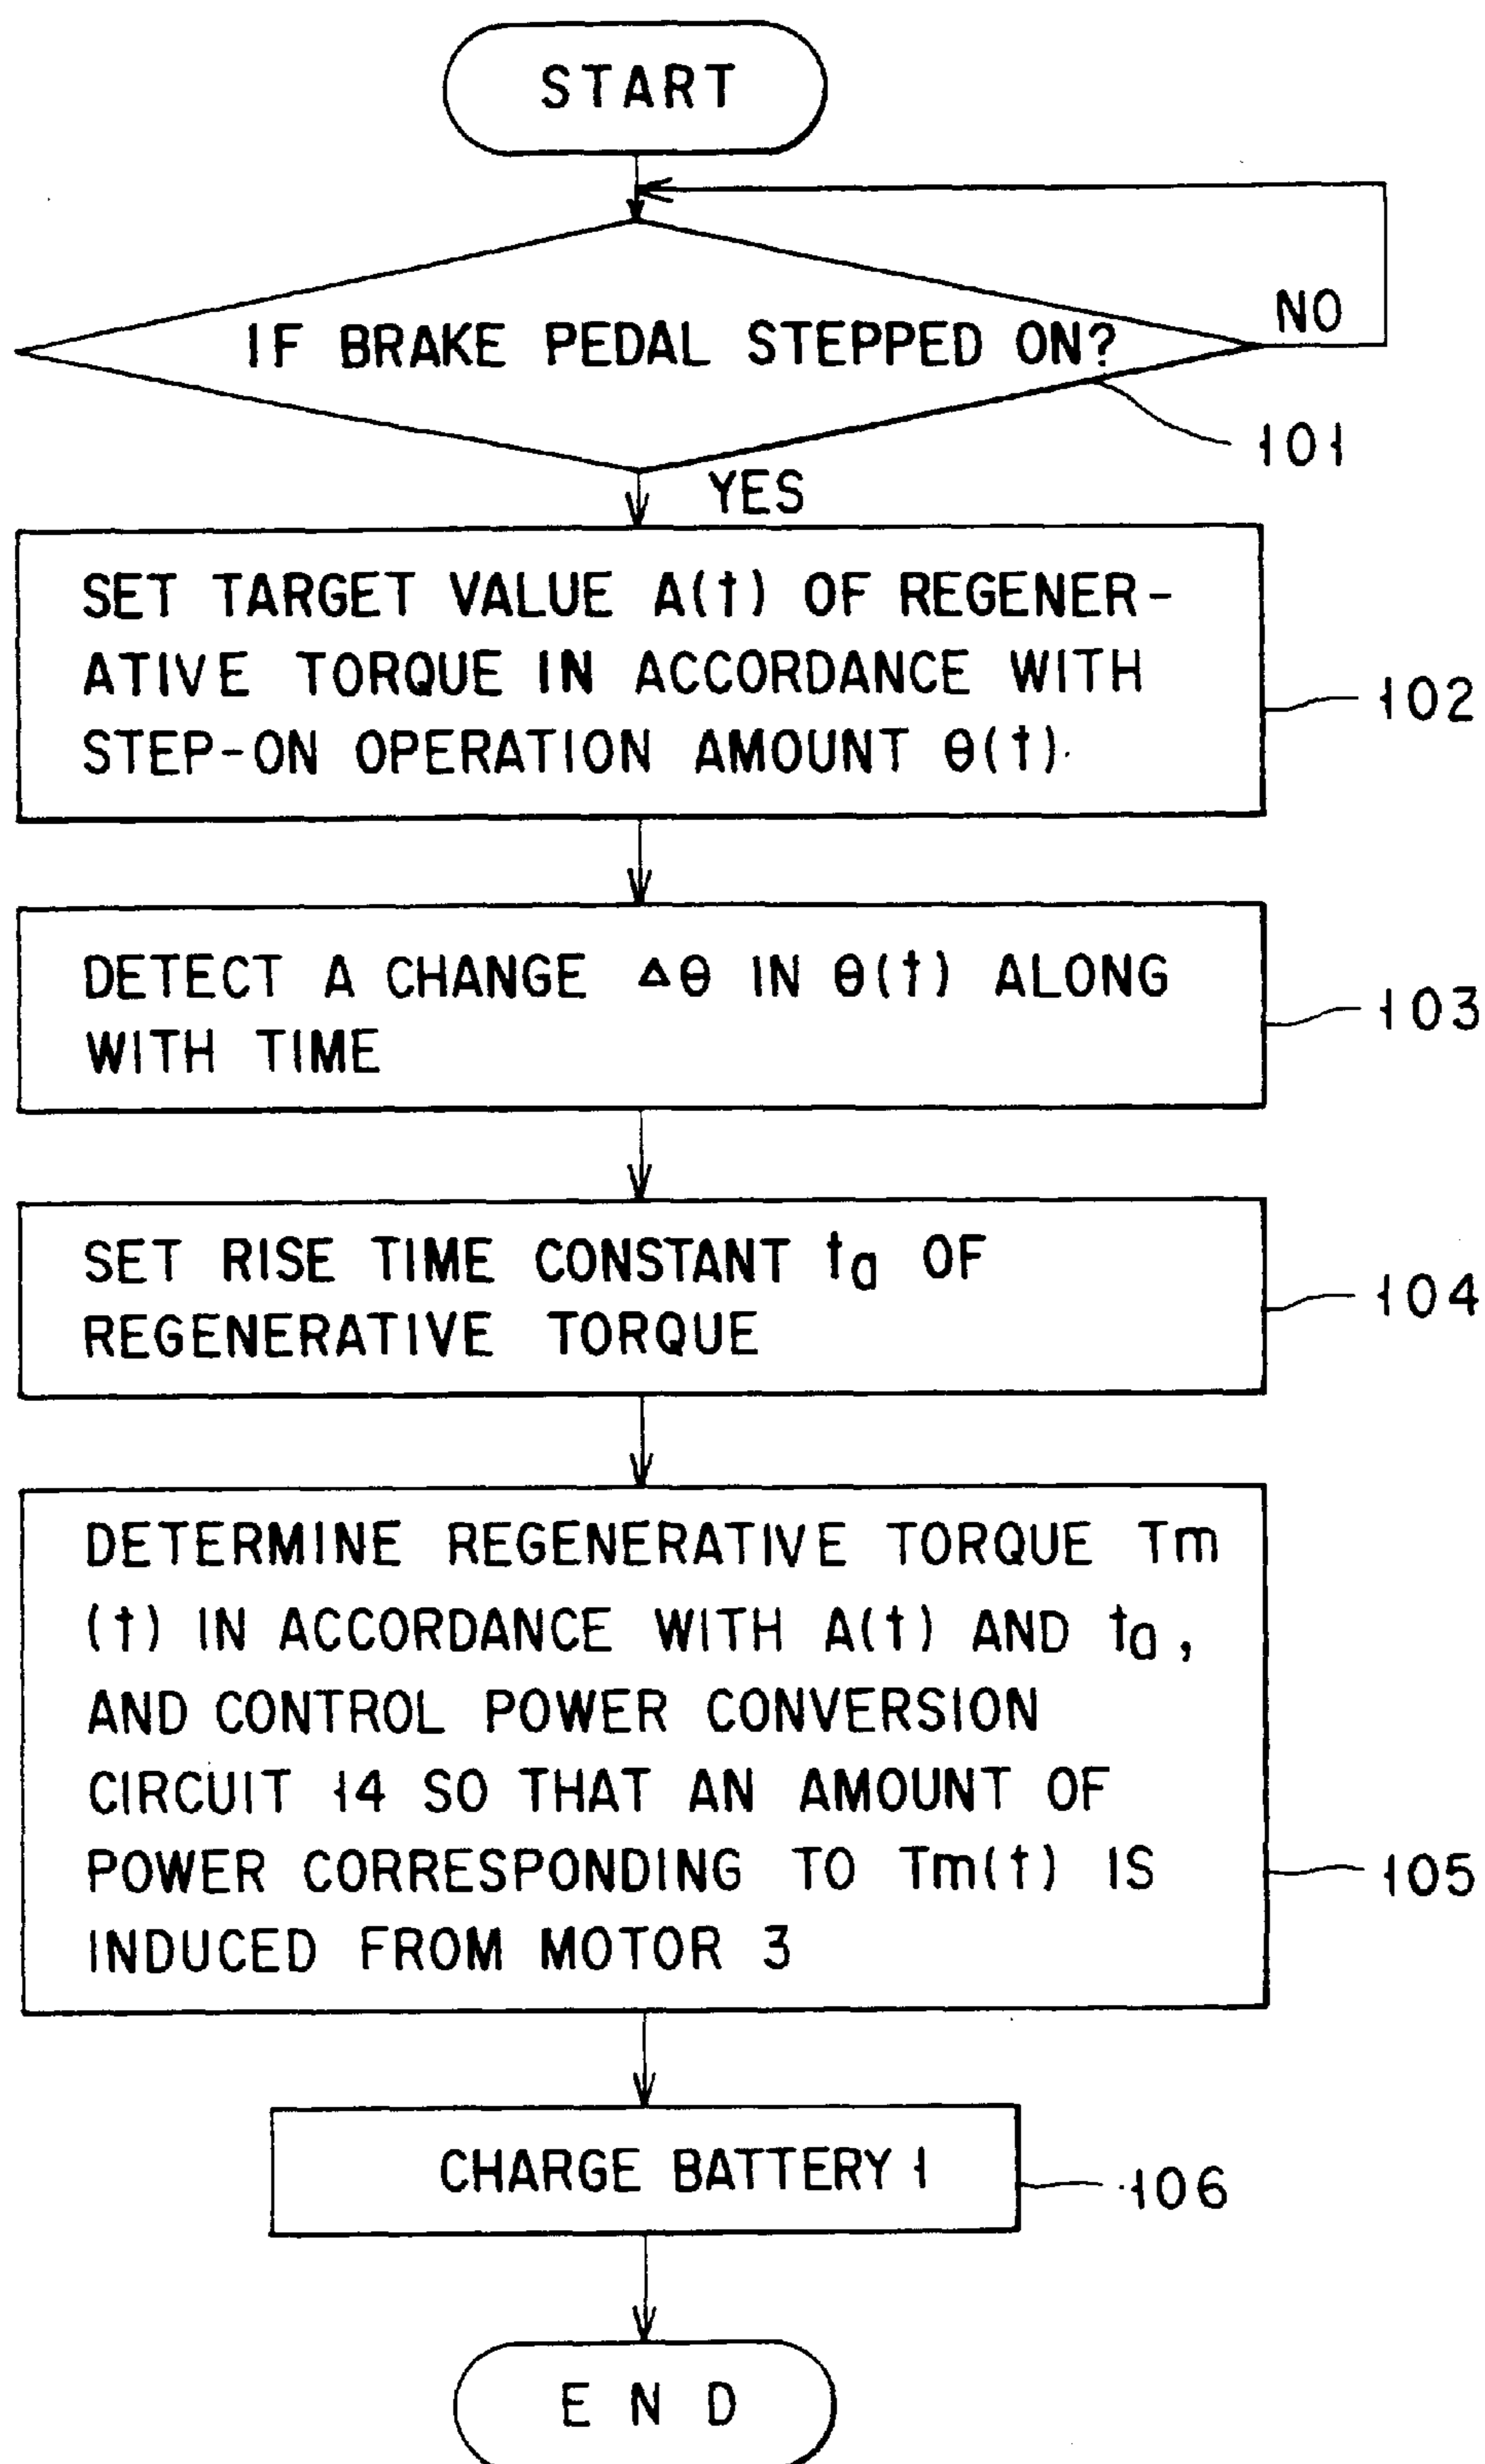 START
NO
IF BRAKE PEDAL STEPPED ON?
101
YES
SET TARGET VALUE A(t) OF REGENER-
ATIVE TORQUE IN ACCORDANCE WITH
STEP-ON OPERATION AMOUNT θ(t).
102
DETECT A CHANGE Δθ IN θ(t) ALONG
WITH TIME
103
SET RISE TIME CONSTANT ta OF
REGENERATIVE TORQUE
104
DETERMINE REGENERATIVE TORQUE Tm
(t) IN ACCORDANCE WITH A(t) AND ta,
AND CONTROL POWER CONVERSION
CIRCUIT 14 SO THAT AN AMOUNT OF
POWER CORRESPONDING TO Tm(t) IS
INDUCED FROM MOTOR 3
105
CHARGE BATTERY 1
106
END